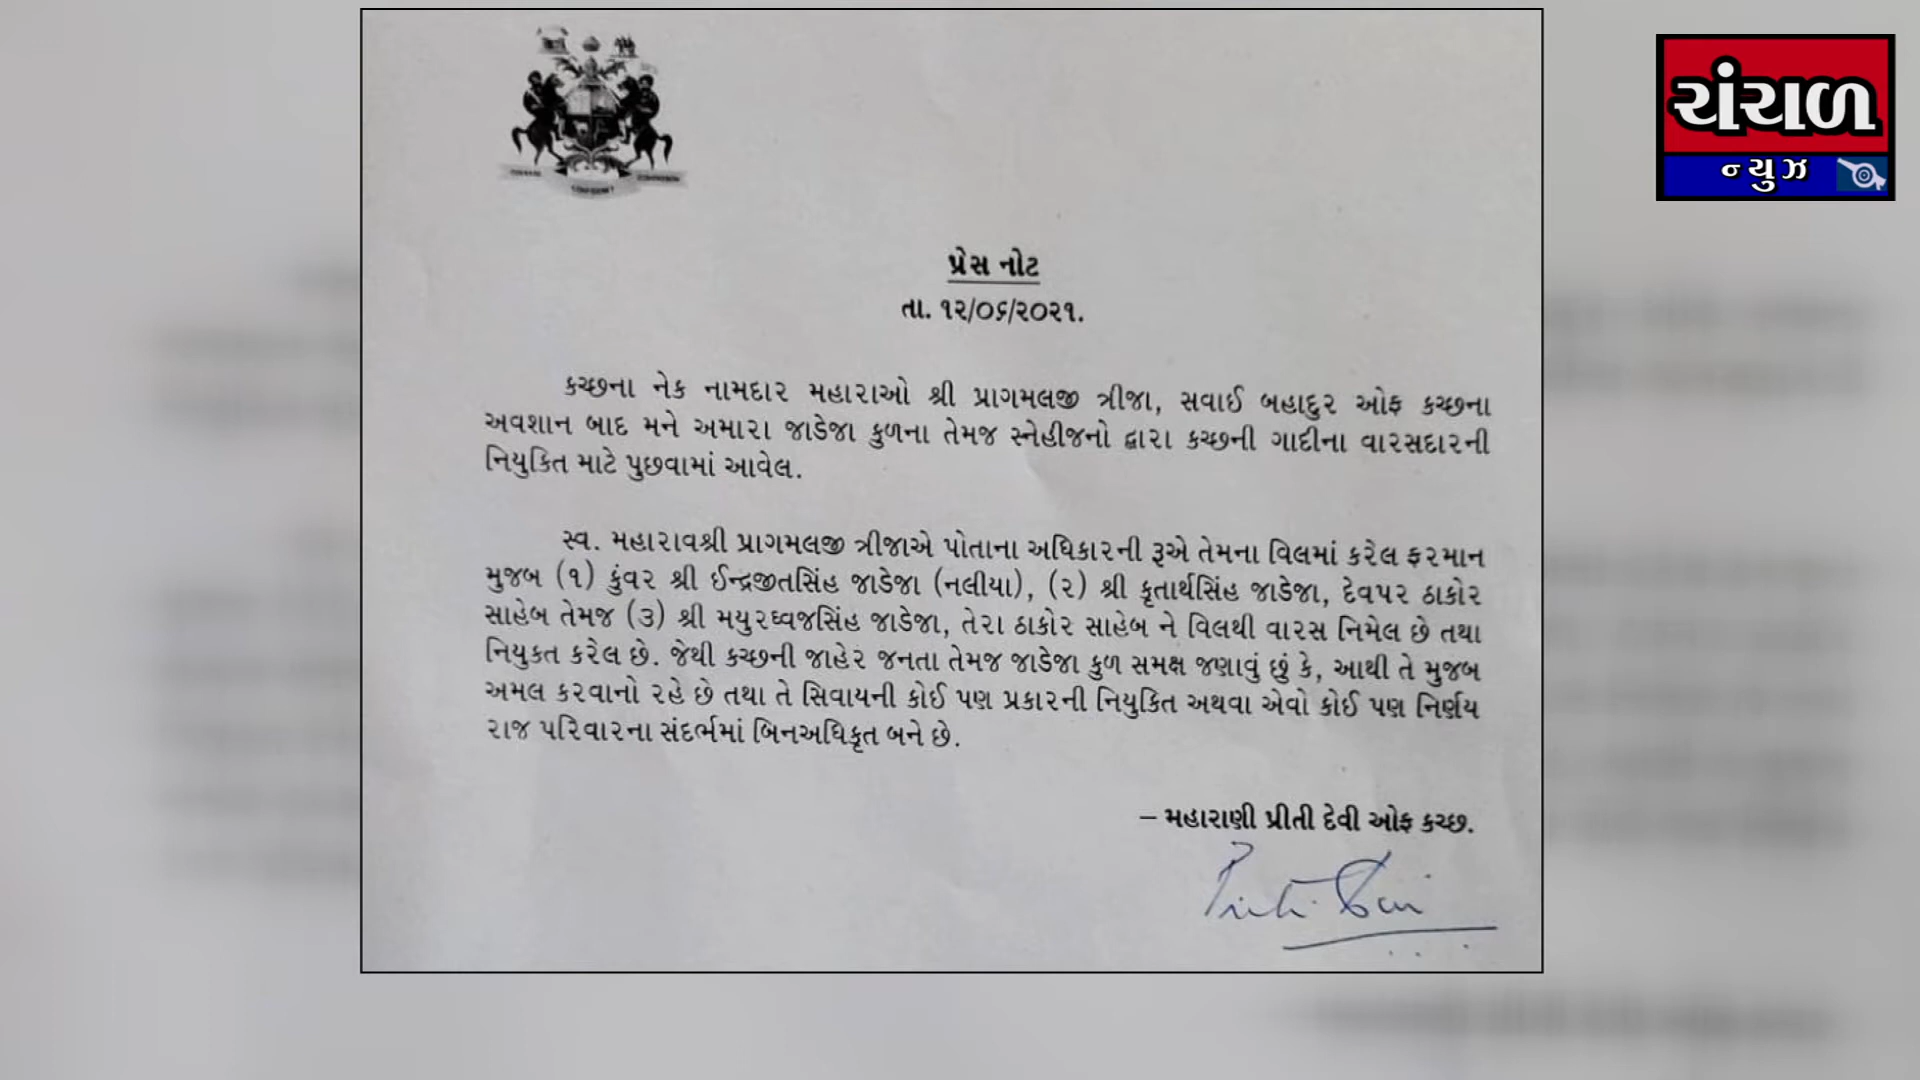 ચંચળ
ન્યુઝ
પ્રેસ નોટ
તા. ૧૨/૦૬/૨૦૨૧.
કચ્છના નેક નામદાર મહારાઓ શ્રી પ્રાગમલજી ત્રીજા, સવાઈ બહાદુર ઓફ કચ્છના
અવશાન બાદ મને અમારા જાડેજા કુળના તેમજ સ્નેહીજનો દ્વારા કચ્છની ગાદીના વારસદારની
નિયુકિત માટે પુછવામાં આવેલ.
સ્વ. મહારાવશ્રી પ્રાગમલજી ત્રીજાએ પોતાના અધિકારની રૂએ તેમના વિલમાં કરેલ ફરમાન
મુજબ (૧) કુંવર શ્રી ઈન્દ્રજીતસિંહ જાડેજા (નલીયા), (૨) શ્રી કૃતાર્થસિંહ જાડેજા, દેવપર ઠાકોર
સાહેબ તેમજ (૩) શ્રી મયુરધ્વજસિંહ જાડેજા, તેરા ઠાકોર સાહેબ ને વિલથી વારસ નિમેલ છે તથા
નિયુકત કરેલ છે. જેથી કચ્છની જાહેર જનતા તેમજ જાડેજા કુળ સમક્ષ જણાવું છું કે, આથી તે મુજબ
અમલ કરવાનો રહે છે તથા તે સિવાયની કોઈ પણ પ્રકારની નિયુકિત અથવા એવો કોઈ પણ નિર્ણય
રાજ પરિવારના સંદર્ભમાં બિનઅધિકૃત બને છે.
– મહારાણી પ્રીતી દેવી ઓફ કચ્છ.